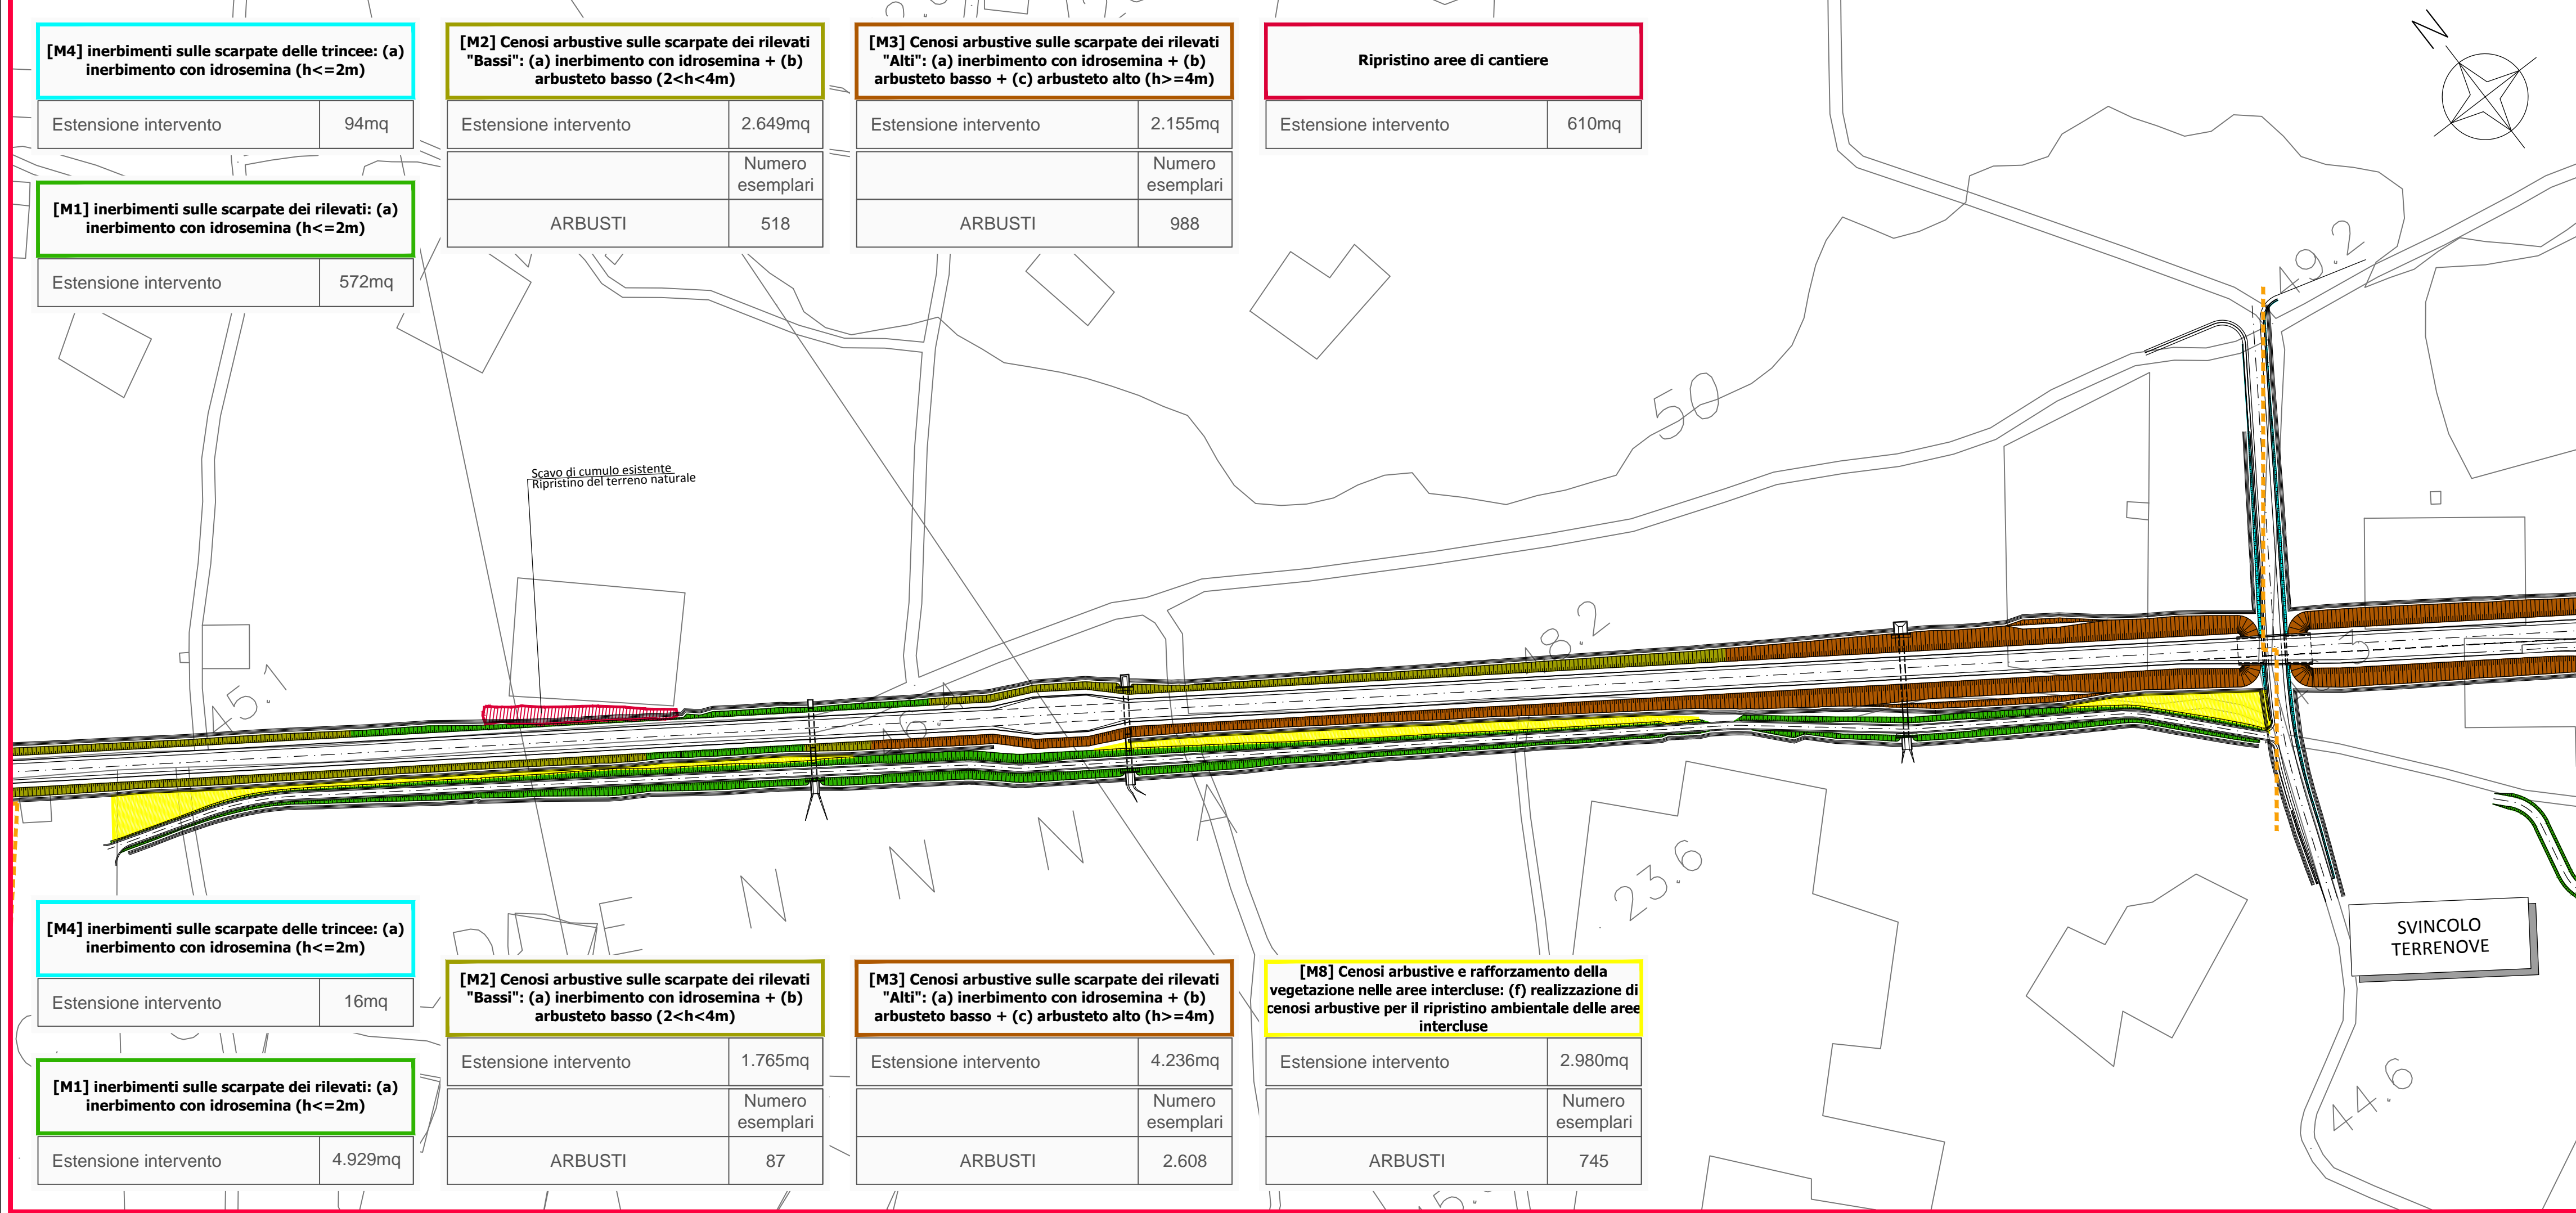 [M4] inerbimenti sulle scarpate delle trincee: (a)
inerbimento con idrosemina (h<=2m)
Estensione intervento 94mq
[M1] inerbimenti sulle scarpate dei rilevati: (a)
inerbimento con idrosemina (h<=2m)
Estensione intervento 572mq
[M2] Cenosi arbustive sulle scarpate dei rilevati
"Bassi": (a) inerbimento con idrosemina + (b)
arbusteto basso (2<h<4m)
Estensione intervento 2.649mq
Numero
esemplari
ARBUSTI 518
[M3] Cenosi arbustive sulle scarpate dei rilevati
"Alti": (a) inerbimento con idrosemina + (b)
arbusteto basso + (c) arbusteto alto (h>=4m)
Estensione intervento 2.155mq
Numero
esemplari
ARBUSTI 988
Ripristino aree di cantiere
Estensione intervento 610mq
N
49.2
50
Scavo di cumulo esistente
Ripristino del terreno naturale
48.2
45.1
23.6
E N N N A
SVINCOLO
TERRENOVE
44.6
[M4] inerbimenti sulle scarpate delle trincee: (a)
inerbimento con idrosemina (h<=2m)
Estensione intervento 16mq
[M1] inerbimenti sulle scarpate dei rilevati: (a)
inerbimento con idrosemina (h<=2m)
Estensione intervento 4.929mq
[M2] Cenosi arbustive sulle scarpate dei rilevati
"Bassi": (a) inerbimento con idrosemina + (b)
arbusteto basso (2<h<4m)
Estensione intervento 1.765mq
Numero
esemplari
ARBUSTI 87
[M3] Cenosi arbustive sulle scarpate dei rilevati
"Alti": (a) inerbimento con idrosemina + (b)
arbusteto basso + (c) arbusteto alto (h>=4m)
Estensione intervento 4.236mq
Numero
esemplari
ARBUSTI 2.608
[M8] Cenosi arbustive e rafforzamento della
vegetazione nelle aree intercluse: (f) realizzazione di
cenosi arbustive per il ripristino ambientale delle aree
intercluse
Estensione intervento 2.980mq
Numero
esemplari
ARBUSTI 745